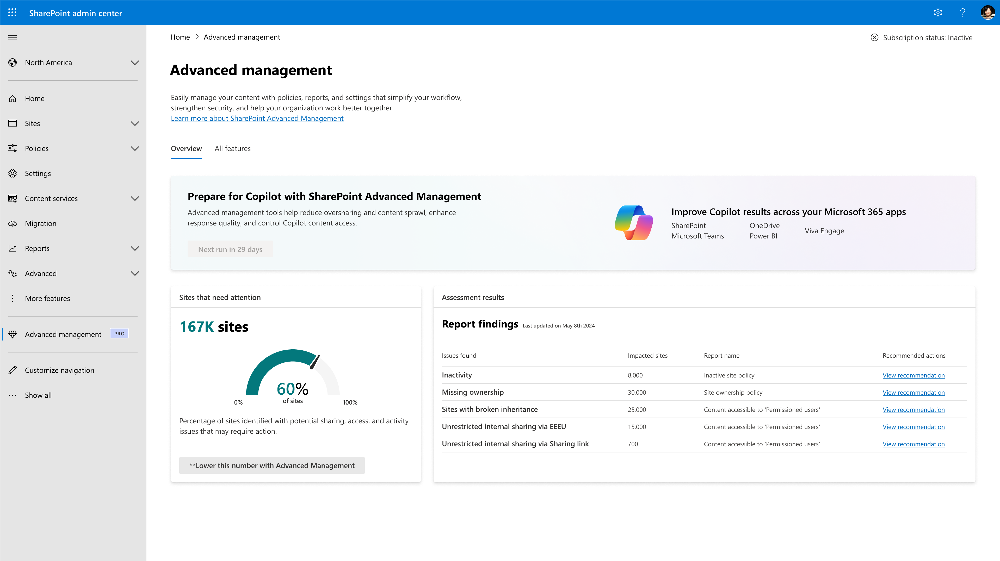 SharePoint admin center
Home > Advanced management
Subscription status: Inactive
North America
Home
Sites
Policies
Settings
Content services
Migration
Reports
Advanced
More features
Advanced management PRO
Customize navigation
Show all
Advanced management
Easily manage your content with policies, reports, and settings that simplify your workflow,
strengthen security, and help your organization work better together.
Learn more about SharePoint Advanced Management
Overview All features
Prepare for Copilot with SharePoint Advanced Management
Advanced management tools help reduce oversharing and content sprawl, enhance
response quality, and control Copilot content access.
Next run in 29 days
Improve Copilot results across your Microsoft 365 apps
SharePoint OneDrive Viva Engage
Microsoft Teams Power BI
Sites that need attention
167K sites
60%
of sites
0% 100%
Percentage of sites identified with potential sharing, access, and activity
issues that may require action.
**Lower this number with Advanced Management
Assessment results
Report findings Last updated on May 8th 2024
Issues found Impacted sites Report name Recommended actions
Inactivity 8,000 Inactive site policy View recommendation
Missing ownership 30,000 Site ownership policy View recommendation
Sites with broken inheritance 25,000 Content accessible to 'Permissioned users' View recommendation
Unrestricted internal sharing via EEEU 15,000 Content accessible to 'Permissioned users' View recommendation
Unrestricted internal sharing via Sharing link 700 Content accessible to 'Permissioned users' View recommendation